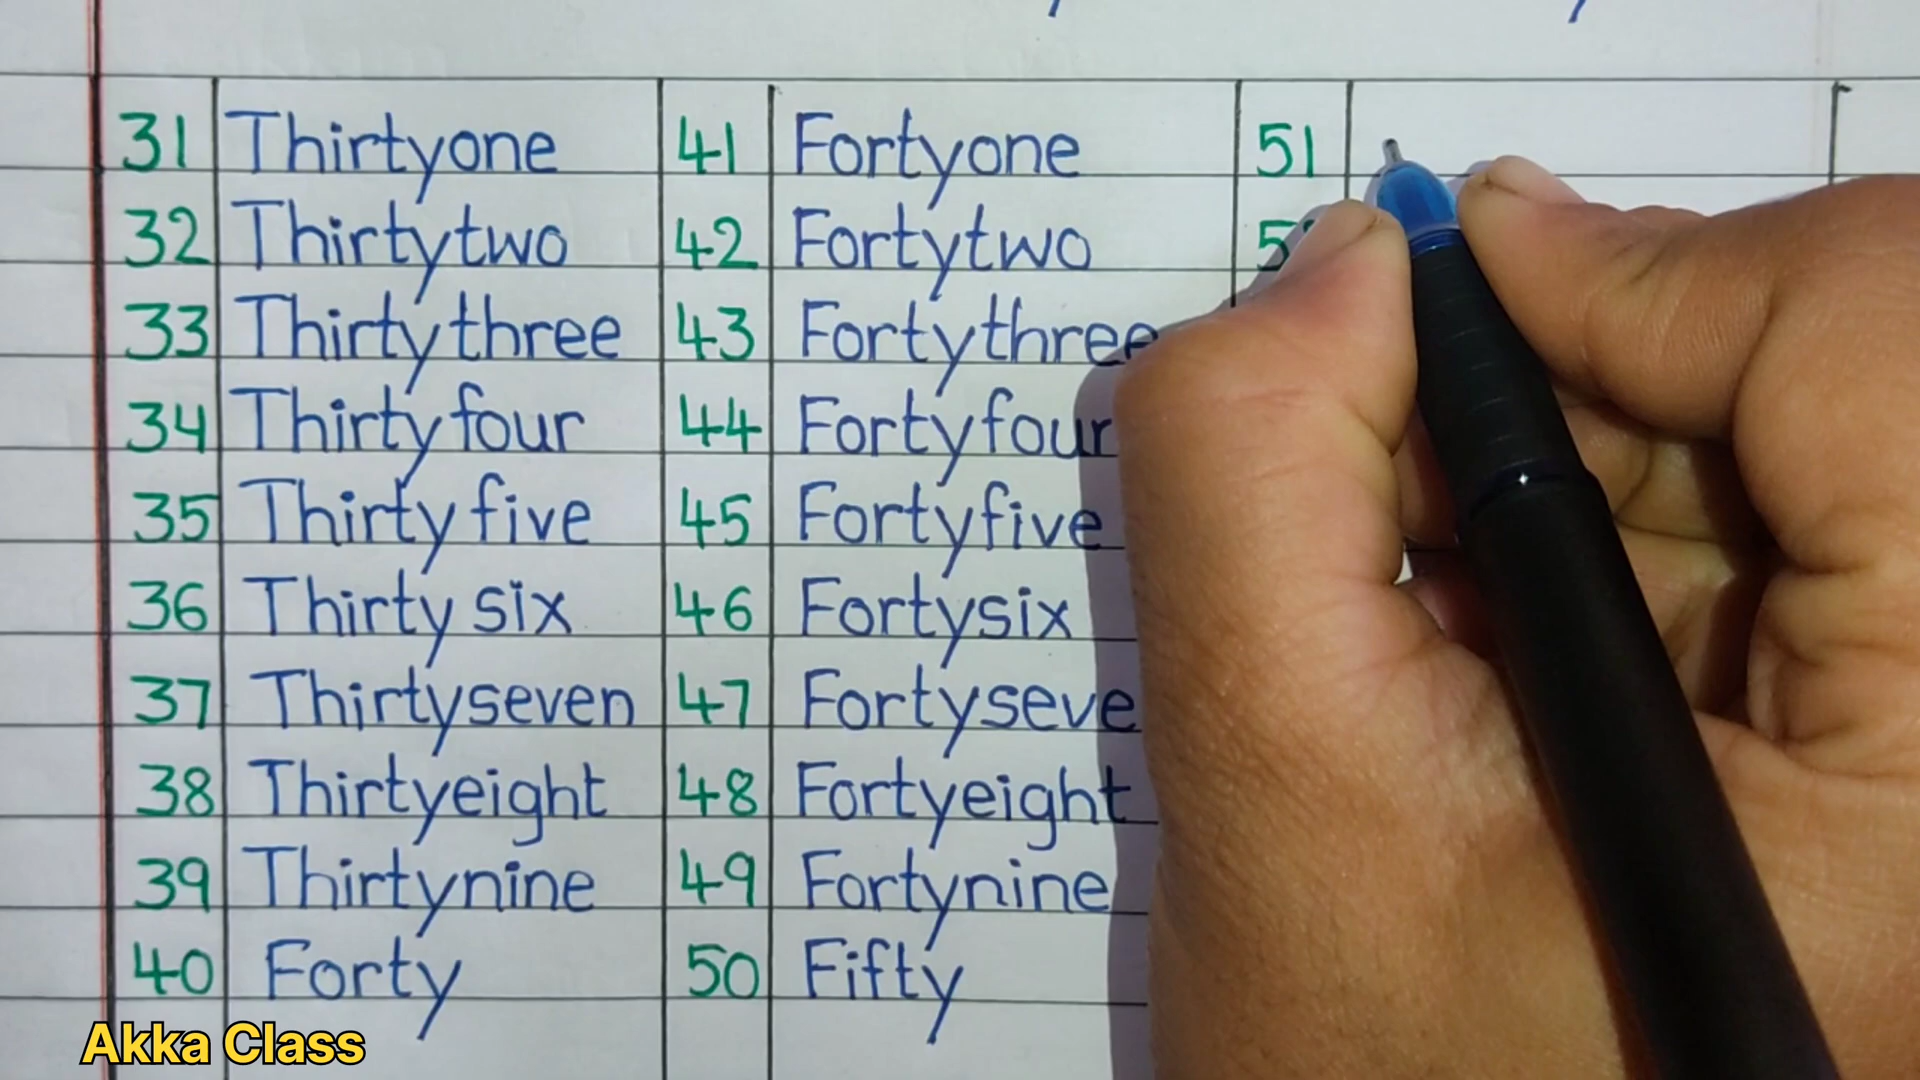 31 Thirtyone 41 Fortyone 51
32 Thirtytwo 42 Fortytwo
33 Thirtythree 43 Fortythree
34 Thirtyfour 44 Fortyfour
35 Thirtyfive 45 Fortyfive
36 Thirty six 46 Fortysix
37 Thirtyseven 47 Fortyseve
38 Thirtyeight 48 Fortyeight
39 Thirtynine 49 Fortynine
40 Forty 50 Fifty
Akka Class